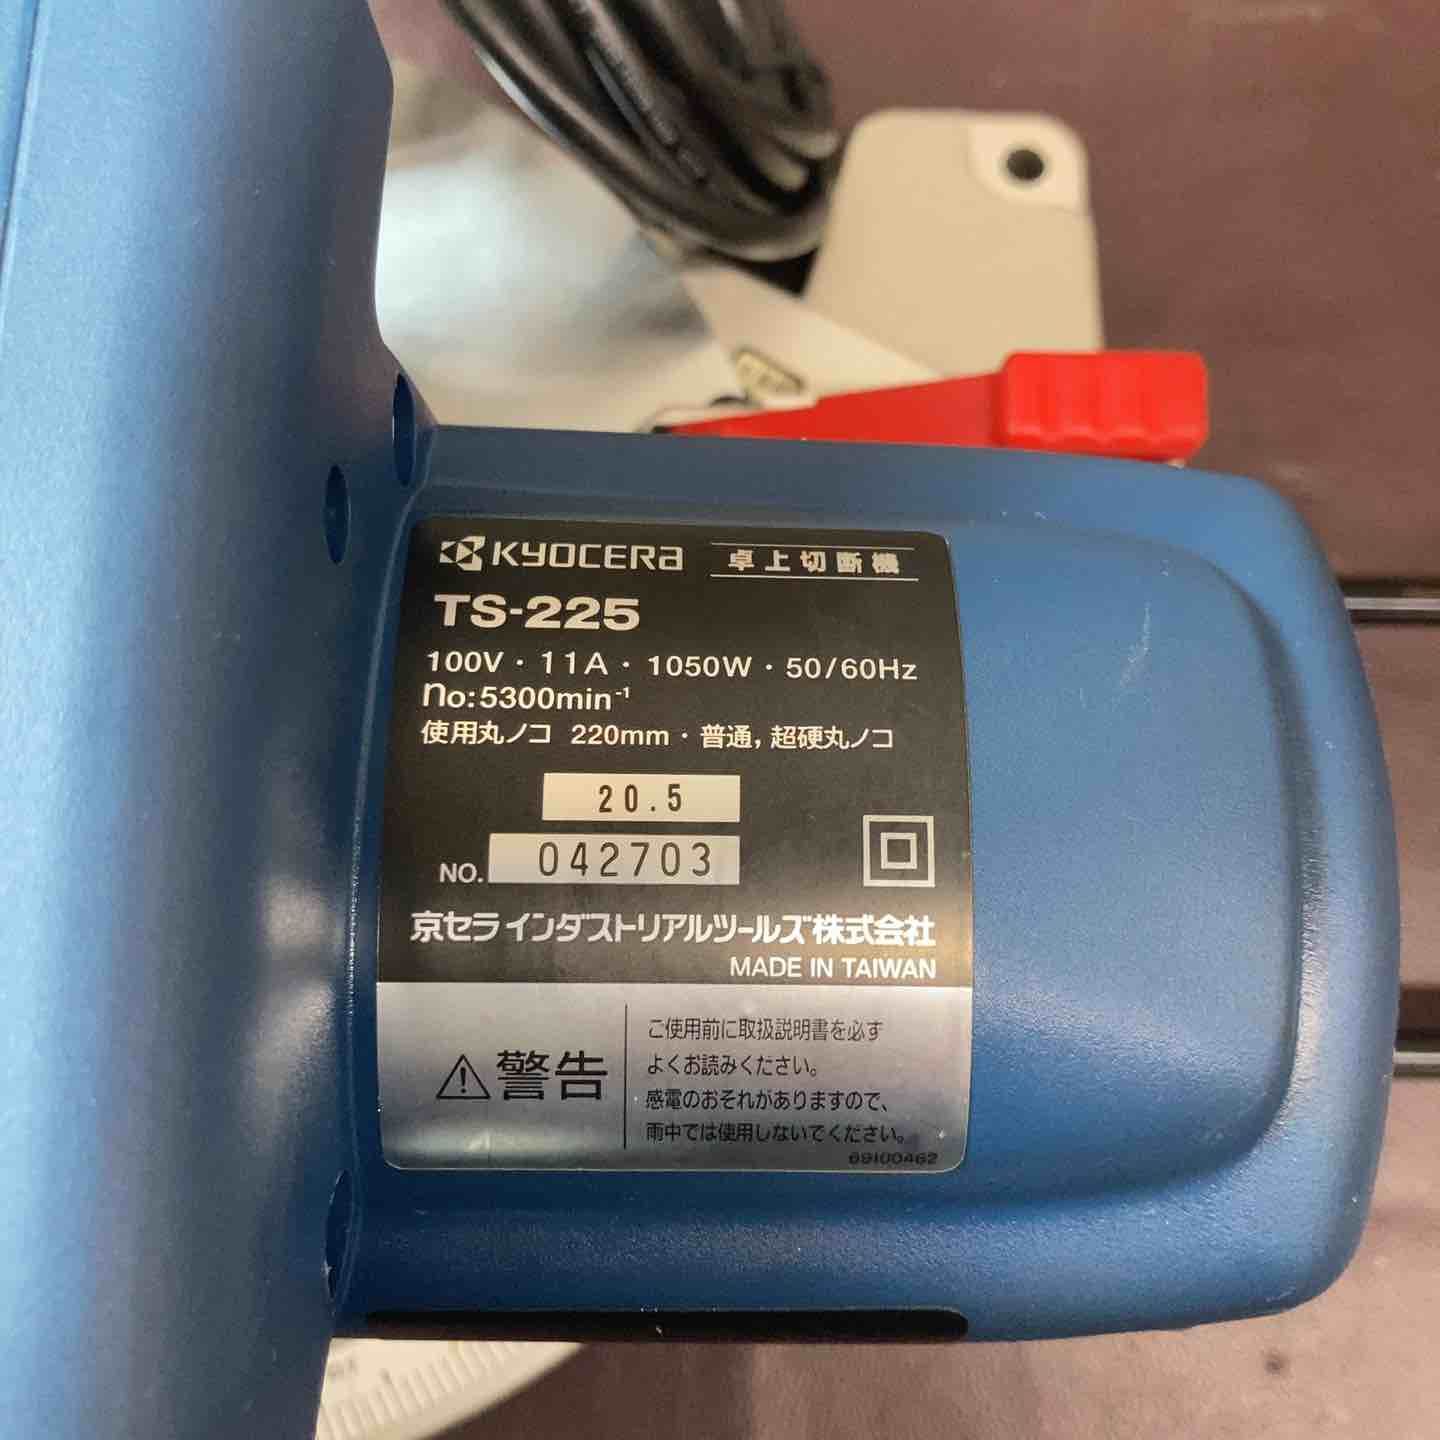 KYOCERA 卓上切断機
TS-225
100V・11A・1050W・50/60Hz
no:5300min⁻¹
使用丸ノコ 220mm・普通,超硬丸ノコ
20.5
NO. 042703
京セラ インダストリアルツールズ株式会社
MADE IN TAIWAN
警告
ご使用前に取扱説明書を必ず
よくお読みください。
感電のおそれがありますので、
雨中では使用しないでください。
69100462